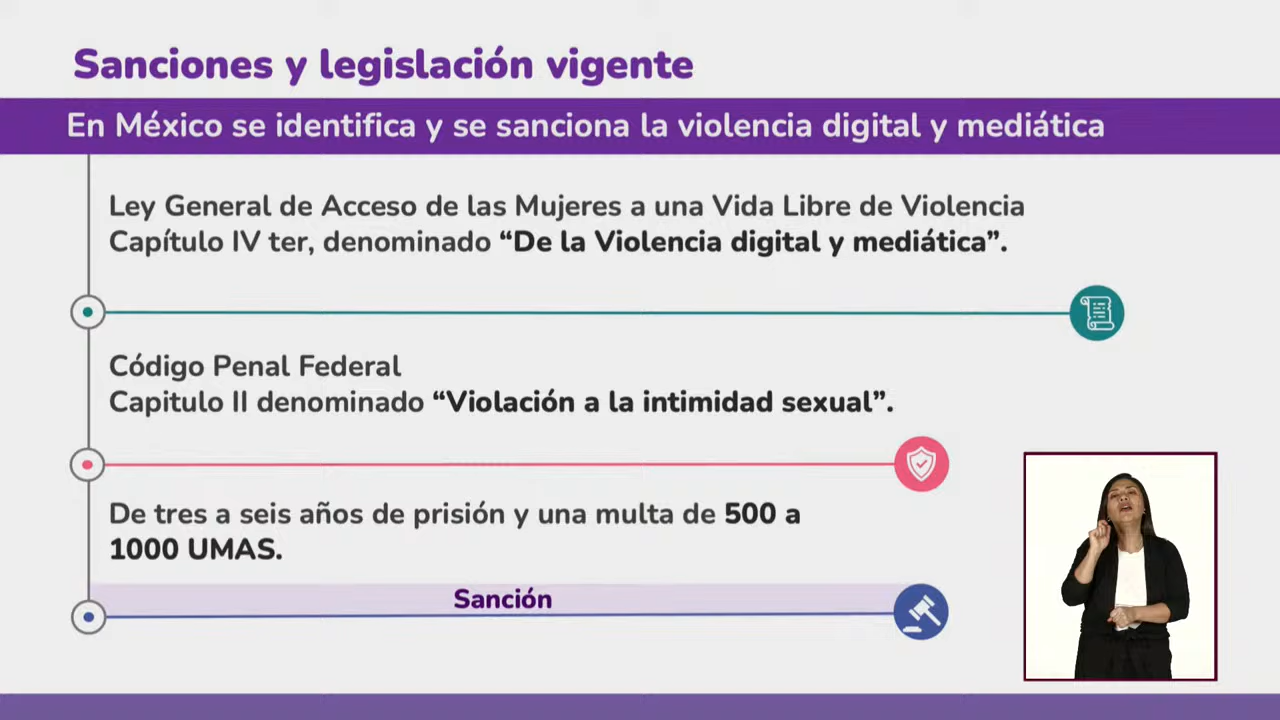 Sanciones y legislación vigente
En México se identifica y se sanciona la violencia digital y mediática
Ley General de Acceso de las Mujeres a una Vida Libre de Violencia
Capítulo IV ter, denominado “De la Violencia digital y mediática”.
Código Penal Federal
Capitulo II denominado “Violación a la intimidad sexual”.
De tres a seis años de prisión y una multa de 500 a
1000 UMAS.
Sanción